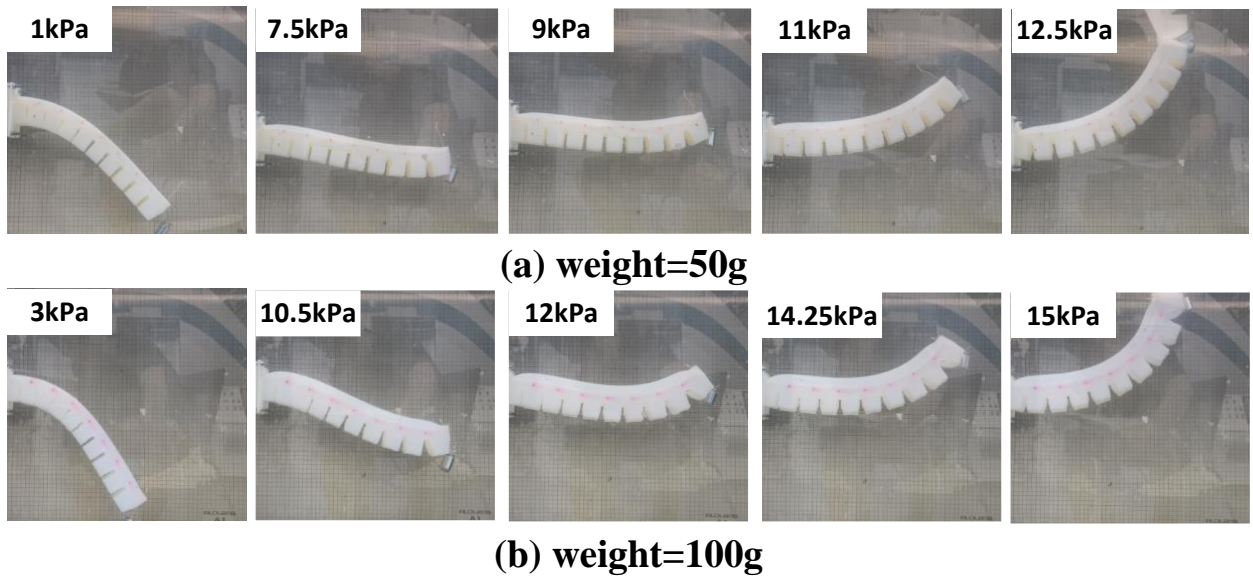 1kPa 7.5kPa 9kPa 11kPa 12.5kPa
(a) weight=50g
3kPa 10.5kPa 12kPa 14.25kPa 15kPa
(b) weight=100g